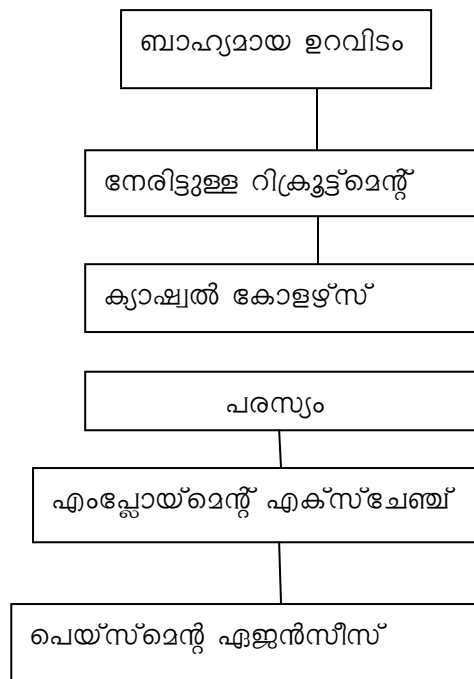 ബാഹ്യമായ ഉറവിടം
നേരിട്ടുള്ള റിക്രൂട്ട്മെന്റ്
ക്യാഷ്വൽ കോളഴ്സ്
പരസ്യം
എംപ്ലോയ്മെന്റ് എക്സ്ചേഞ്ച്
പെയ്സ്മെന്റ ഏജൻസീസ്